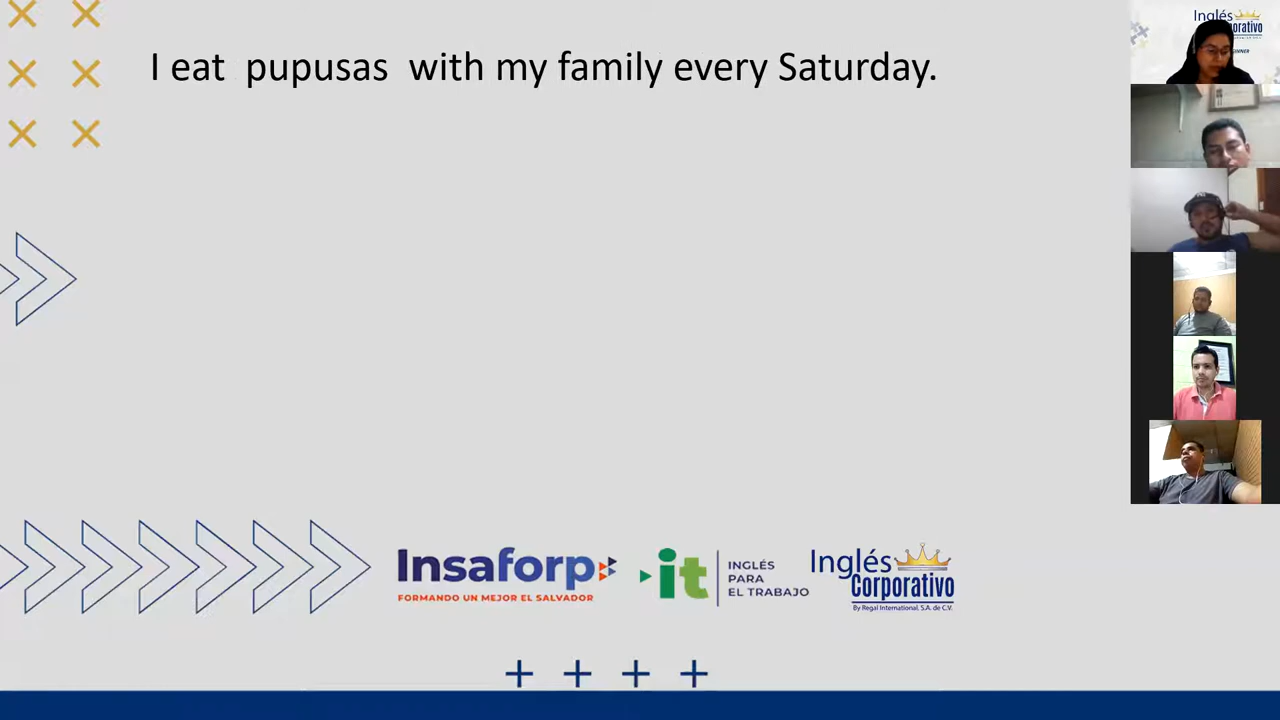 I eat pupusas with my family every Saturday.
Insaforp
FORMANDO UN MEJOR EL SALVADOR
it
INGLÉS
PARA
EL TRABAJO
Inglés
Corporativo
By Regal International, S.A. de C.V.
Inglés